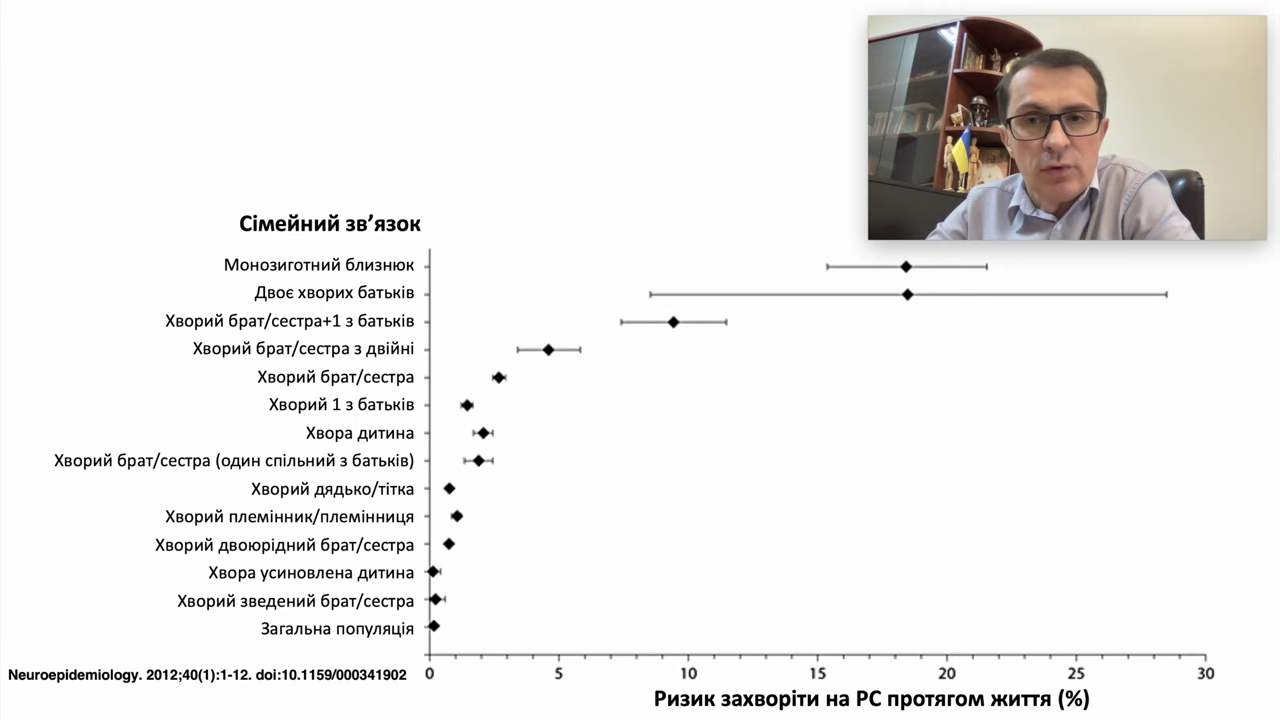 Сімейний зв’язок
Монозиготний близнюк
Двоє хворих батьків
Хворий брат/сестра+1 з батьків
Хворий брат/сестра з двійні
Хворий брат/сестра
Хворий 1 з батьків
Хвора дитина
Хворий брат/сестра (один спільний з батьків)
Хворий дядько/тітка
Хворий племінник/племінниця
Хворий двоюрідний брат/сестра
Хвора усиновлена дитина
Хворий зведений брат/сестра
Загальна популяція
0 5 10 15 20 25 30
Neuroepidemiology. 2012;40(1):1-12. doi:10.1159/000341902
Ризик захворіти на РС протягом життя (%)